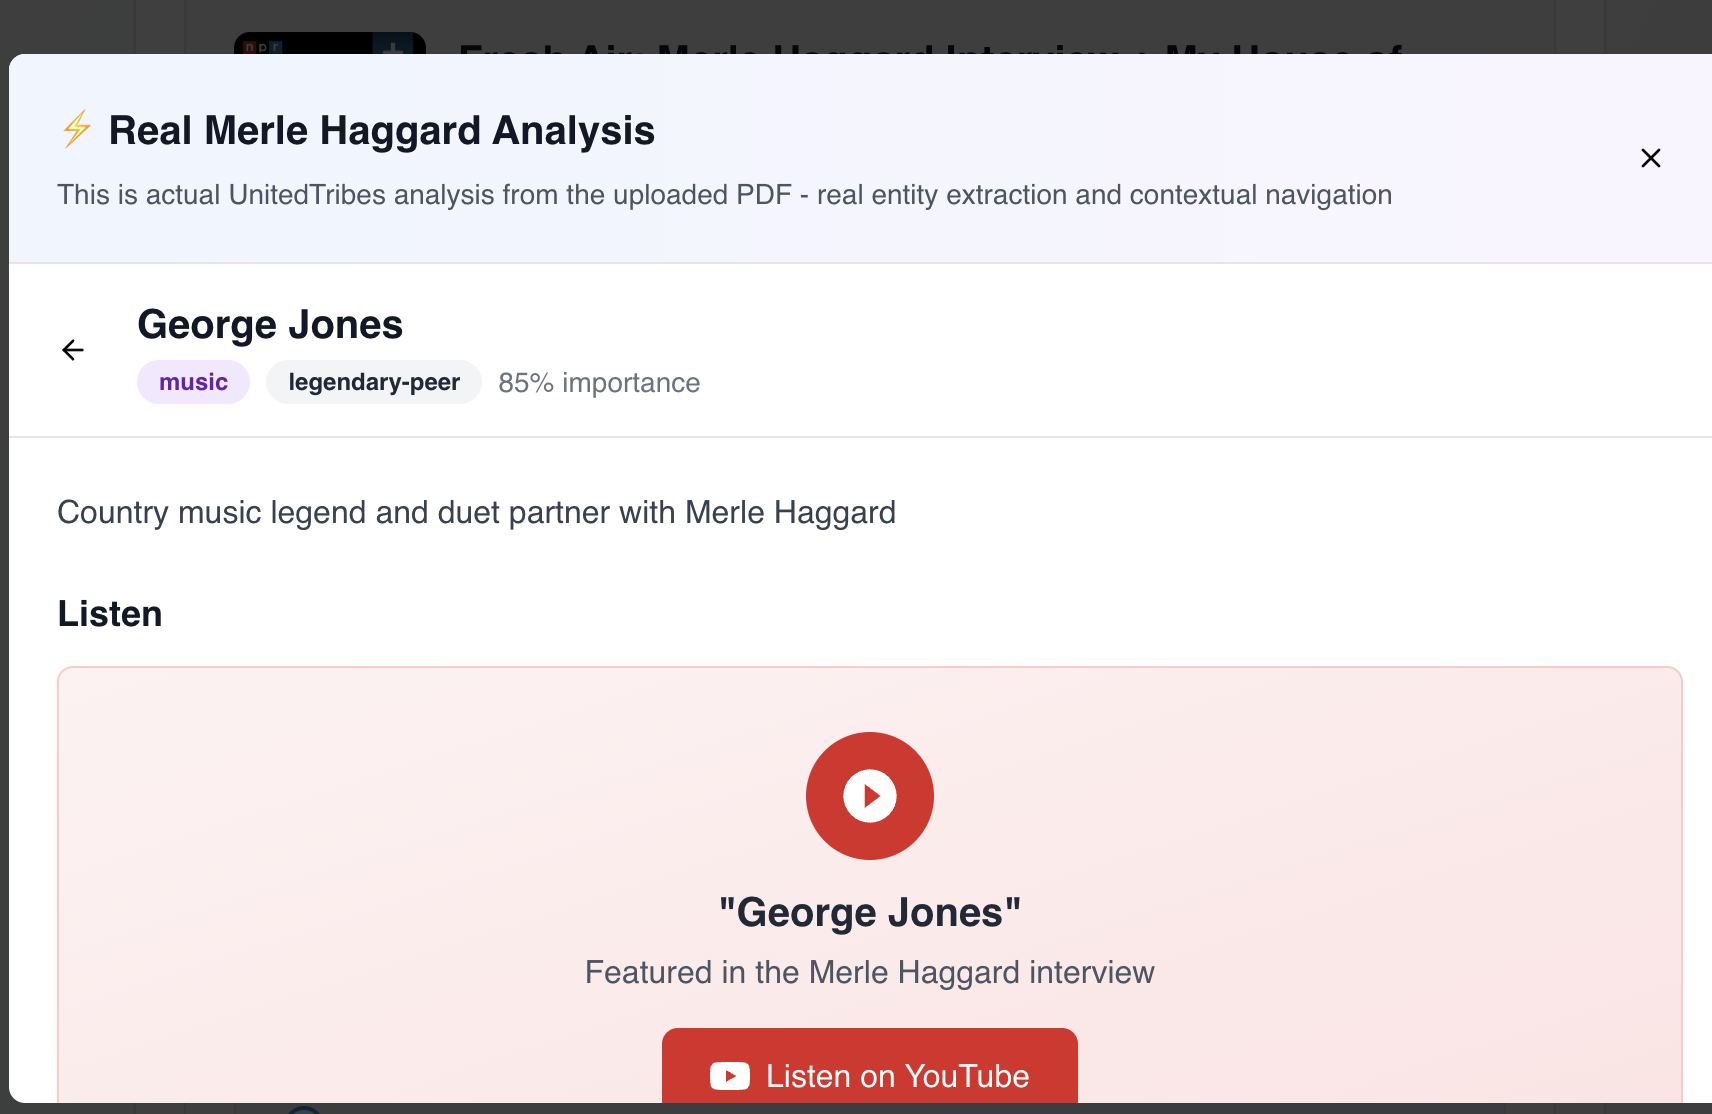 npr
Fresh Air: Merle Haggard Interview + My House of
Real Merle Haggard Analysis
This is actual UnitedTribes analysis from the uploaded PDF - real entity extraction and contextual navigation
George Jones
music legendary-peer 85% importance
Country music legend and duet partner with Merle Haggard
Listen
"George Jones"
Featured in the Merle Haggard interview
Listen on YouTube